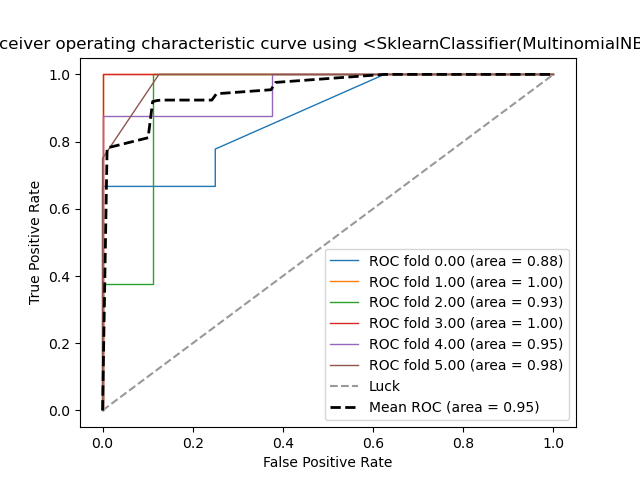 ceiver operating characteristic curve using <SklearnClassifier(MultinomialNB
1.0
0.8
0.6
0.4
0.2
0.0
True Positive Rate
0.0 0.2 0.4 0.6 0.8 1.0
False Positive Rate
ROC fold 0.00 (area = 0.88)
ROC fold 1.00 (area = 1.00)
ROC fold 2.00 (area = 0.93)
ROC fold 3.00 (area = 1.00)
ROC fold 4.00 (area = 0.95)
ROC fold 5.00 (area = 0.98)
Luck
Mean ROC (area = 0.95)